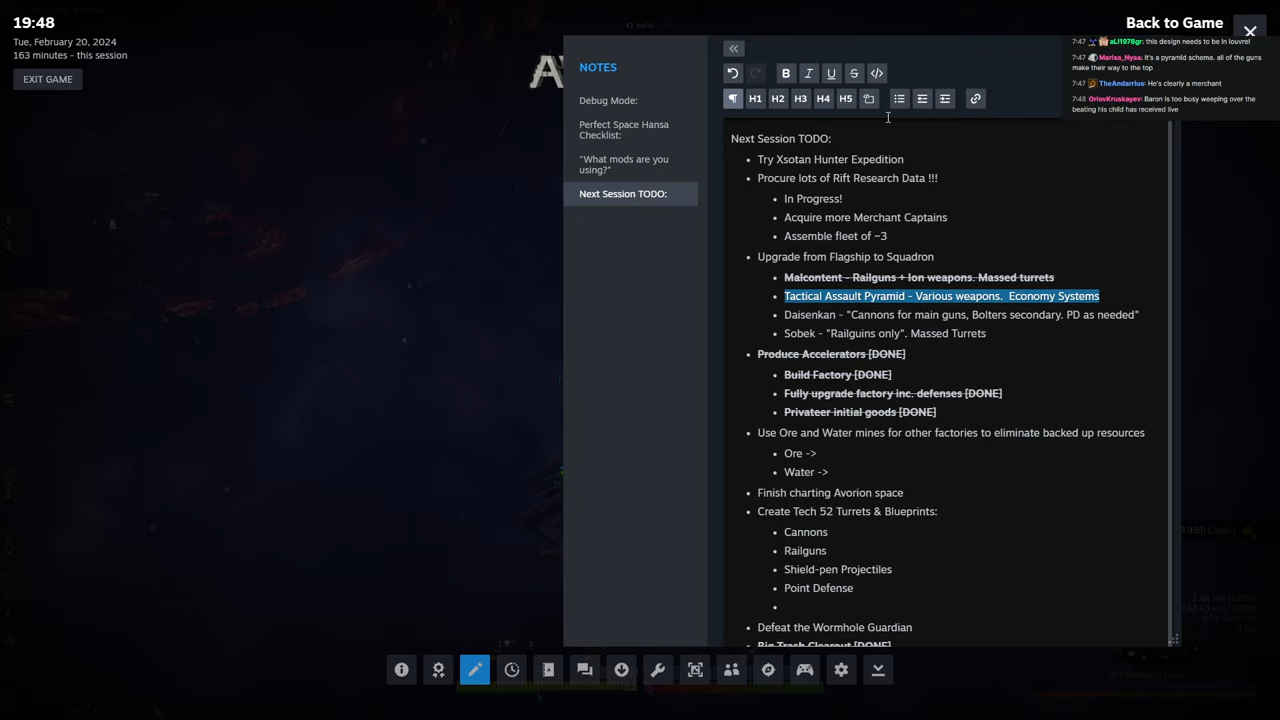 19:48
Tue, February 20, 2024
163 minutes - this session
EXIT GAME
Back to Game
7:47 aLI1978gr: this design needs to be in louvre!
7:47 Marisa_Nyaa: it's a pyramid scheme. all of the guns
make their way to the top
7:47 TheAndarrius: He's clearly a merchant
7:48 OrlovKruskayev: Baron is too busy weeping over the
beating his child has received live
NOTES
Debug Mode:
Perfect Space Hansa
Checklist:
"What mods are you
using?"
Next Session TODO:
B I U S </>
¶ H1 H2 H3 H4 H5
Next Session TODO:
• Try Xsotan Hunter Expedition
• Procure lots of Rift Research Data !!!
• In Progress!
• Acquire more Merchant Captains
• Assemble fleet of ~3
• Upgrade from Flagship to Squadron
• Malcontent - Railguns + Ion weapons. Massed turrets
• Tactical Assault Pyramid - Various weapons. Economy Systems
• Daisenkan - "Cannons for main guns, Bolters secondary. PD as needed"
• Sobek - "Railguins only". Massed Turrets
• Produce Accelerators [DONE]
• Build Factory [DONE]
• Fully upgrade factory inc. defenses [DONE]
• Privateer initial goods [DONE]
• Use Ore and Water mines for other factories to eliminate backed up resources
• Ore ->
• Water ->
• Finish charting Avorion space
• Create Tech 52 Turrets & Blueprints:
• Cannons
• Railguns
• Shield-pen Projectiles
• Point Defense
•
• Defeat the Wormhole Guardian
• Big Trash Clearout [DONE]